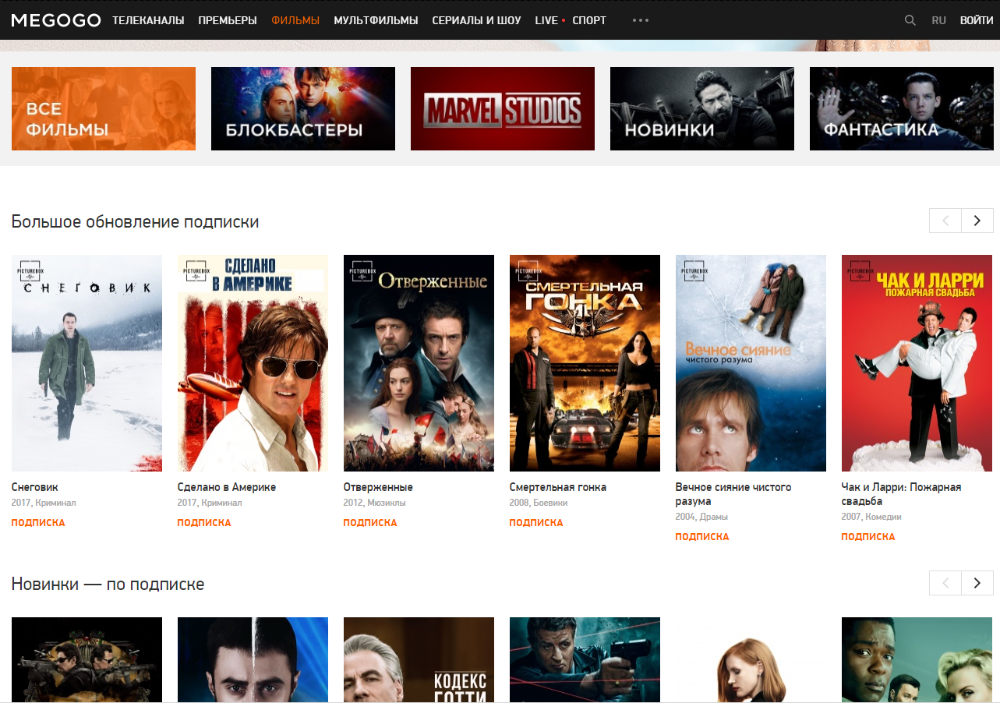 MEGOGO ТЕЛЕКАНАЛЫ ПРЕМЬЕРЫ ФИЛЬМЫ МУЛЬТФИЛЬМЫ СЕРИАЛЫ И ШОУ LIVE • СПОРТ ••• RU ВОЙТИ
ВСЕ
ФИЛЬМЫ
БЛОКБАСТЕРЫ
MARVEL STUDIOS
НОВИНКИ
ФАНТАСТИКА
Большое обновление подписки
PICTUREBOX
СНЕГОВИК
Снеговик
2017, Криминал
ПОДПИСКА
PICTUREBOX
СДЕЛАНО
В АМЕРИКЕ
Сделано в Америке
2017, Криминал
ПОДПИСКА
PICTUREBOX
Отверженные
Отверженные
2012, Мюзиклы
ПОДПИСКА
PICTUREBOX
СМЕРТЕЛЬНАЯ
ГОНКА
Смертельная гонка
2008, Боевики
ПОДПИСКА
PICTUREBOX
Вечное сияние
чистого разума
Вечное сияние чистого
разума
2004, Драмы
ПОДПИСКА
PICTUREBOX
ЧАК И ЛАРРИ
ПОЖАРНАЯ СВАДЬБА
Чак и Ларри: Пожарная
свадьба
2007, Комедии
ПОДПИСКА
Новинки — по подписке
КОДЕКС
ГОТТИ